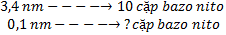 3,4 nm − − − −→ 10 cặp bazo nito
0,1 nm − − − −→ ? cặp bazo nito